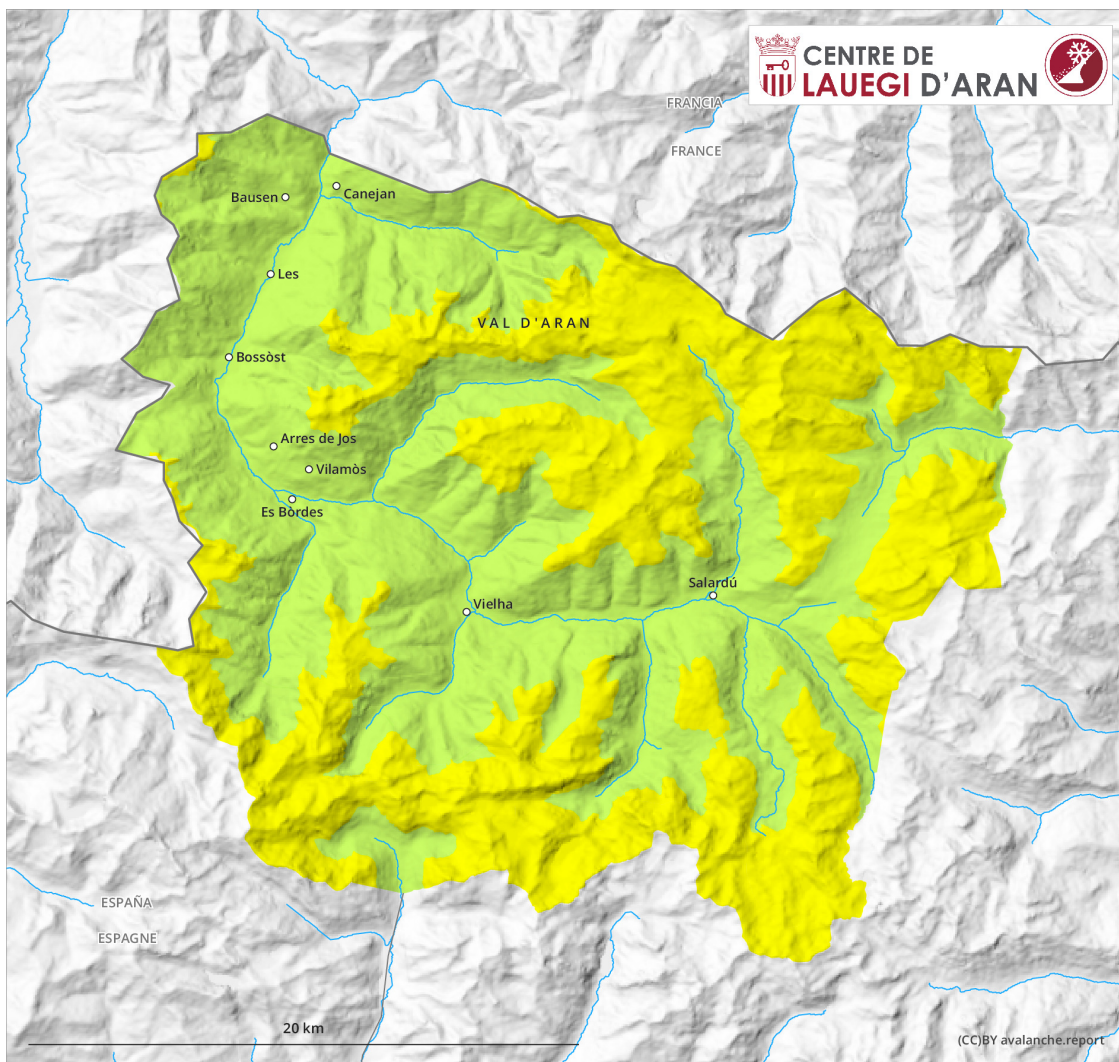 CENTRE DE
LAUEGI D'ARAN
FRANCIA
FRANCE
Bausen
Canejan
Les
VAL D'ARAN
Bossòst
Arres de Jos
Vilamòs
Es Bòrdes
Salardú
Vielha
ESPAÑA
ESPAGNE
20 km
(CC)BY avalanche.report